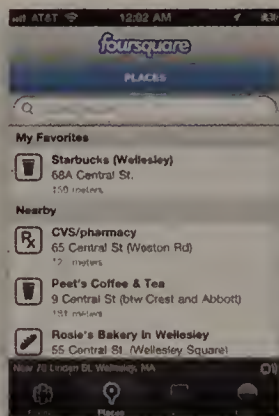 AT&T 12:02 AM
foursquare
PLACES
My Favorites
Starbucks (Wellesley)
68A Central St.
150 meters
Nearby
CVS/pharmacy
65 Central St (Weston Rd)
meters
Peet's Coffee & Tea
9 Central St (btw Crest and Abbott)
181 meters
Rosie's Bakery in Wellesley
55 Central St. (Wellesley Square)
Near 70 Linden St, Wellesley, MA
Places